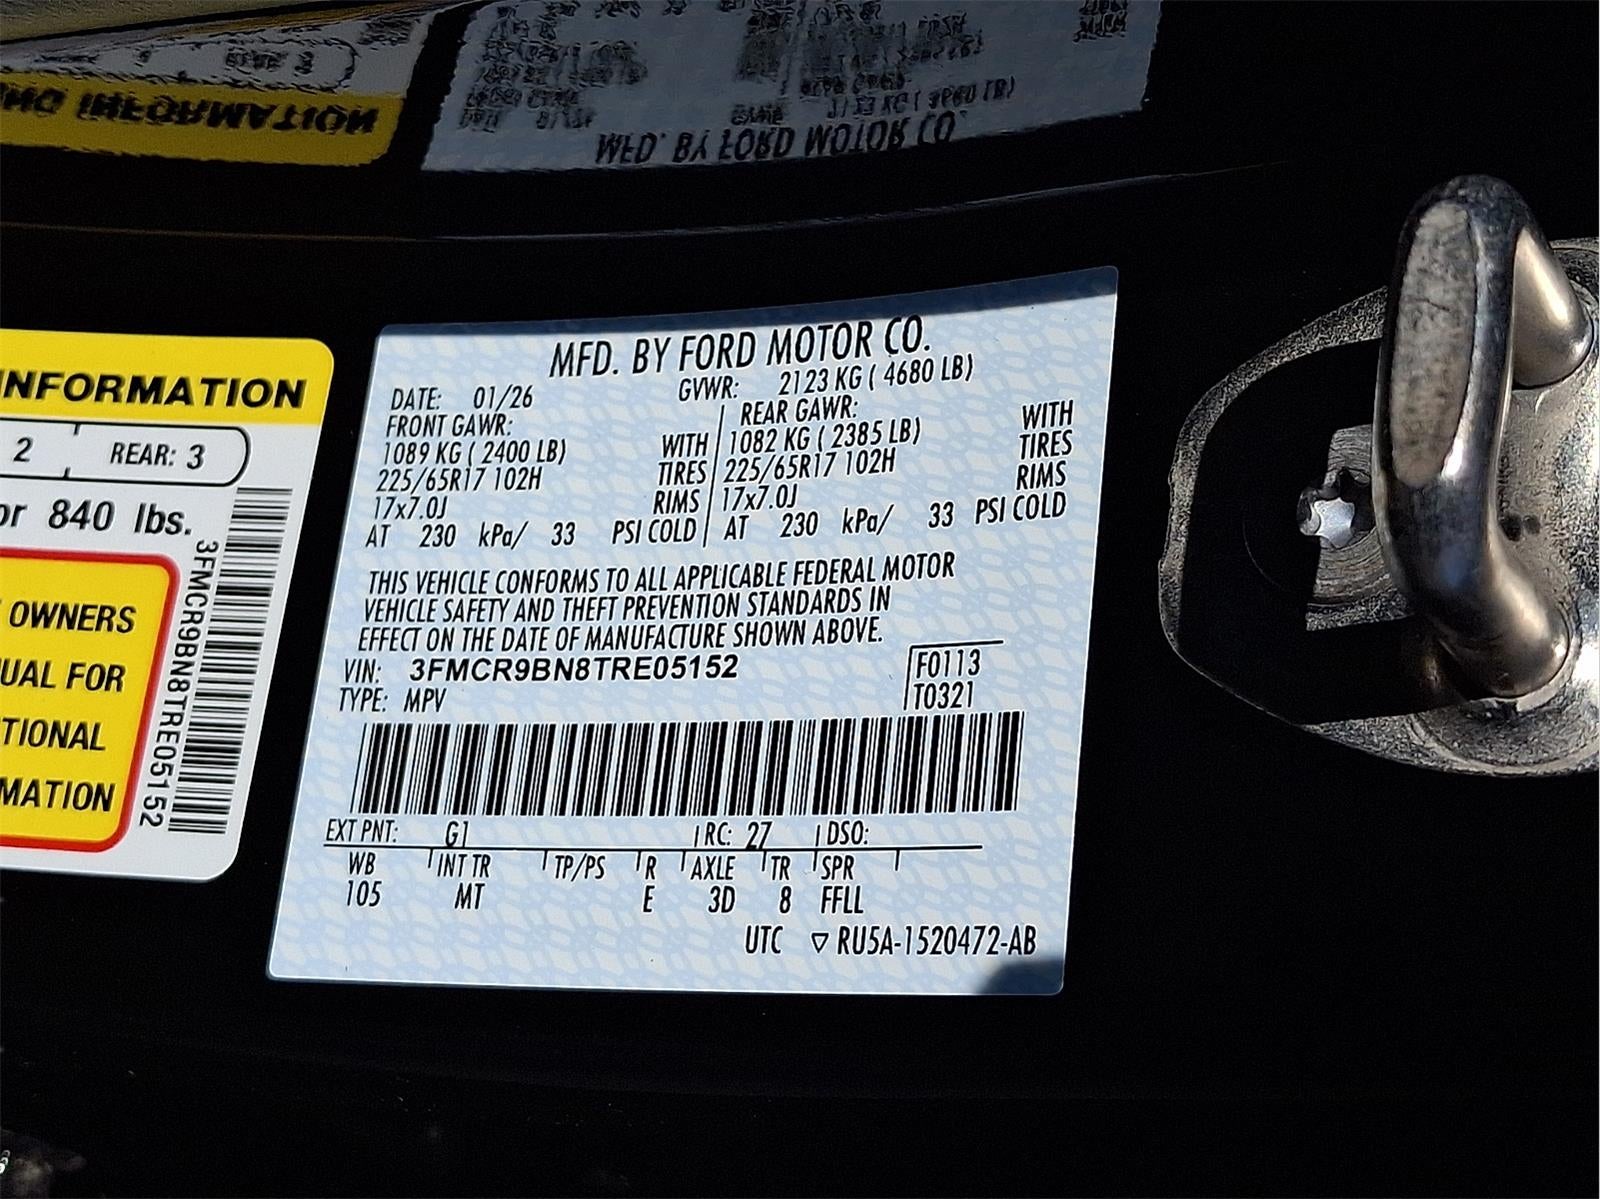 INFORMATION
2 REAR: 3
or 840 lbs.
OWNERS
UAL FOR
TIONAL
MATION
3FMCR9BN8TRE05152
MFD. BY FORD MOTOR CO.
DATE: 01/26 GVWR: 2123 KG ( 4680 LB)
FRONT GAWR: REAR GAWR:
1089 KG ( 2400 LB) WITH 1082 KG ( 2385 LB) WITH
225/65R17 102H TIRES 225/65R17 102H TIRES
17x7.0J RIMS 17x7.0J RIMS
AT 230 kPa/ 33 PSI COLD AT 230 kPa/ 33 PSI COLD
THIS VEHICLE CONFORMS TO ALL APPLICABLE FEDERAL MOTOR
VEHICLE SAFETY AND THEFT PREVENTION STANDARDS IN
EFFECT ON THE DATE OF MANUFACTURE SHOWN ABOVE.
VIN: 3FMCR9BN8TRE05152 F0113
TYPE: MPV T0321
EXT PNT: G1 RC: 27 DSO:
WB INT TR TP/PS R AXLE TR SPR
105 MT E 3D 8 FFLL
UTC ▽ RU5A-1520472-AB